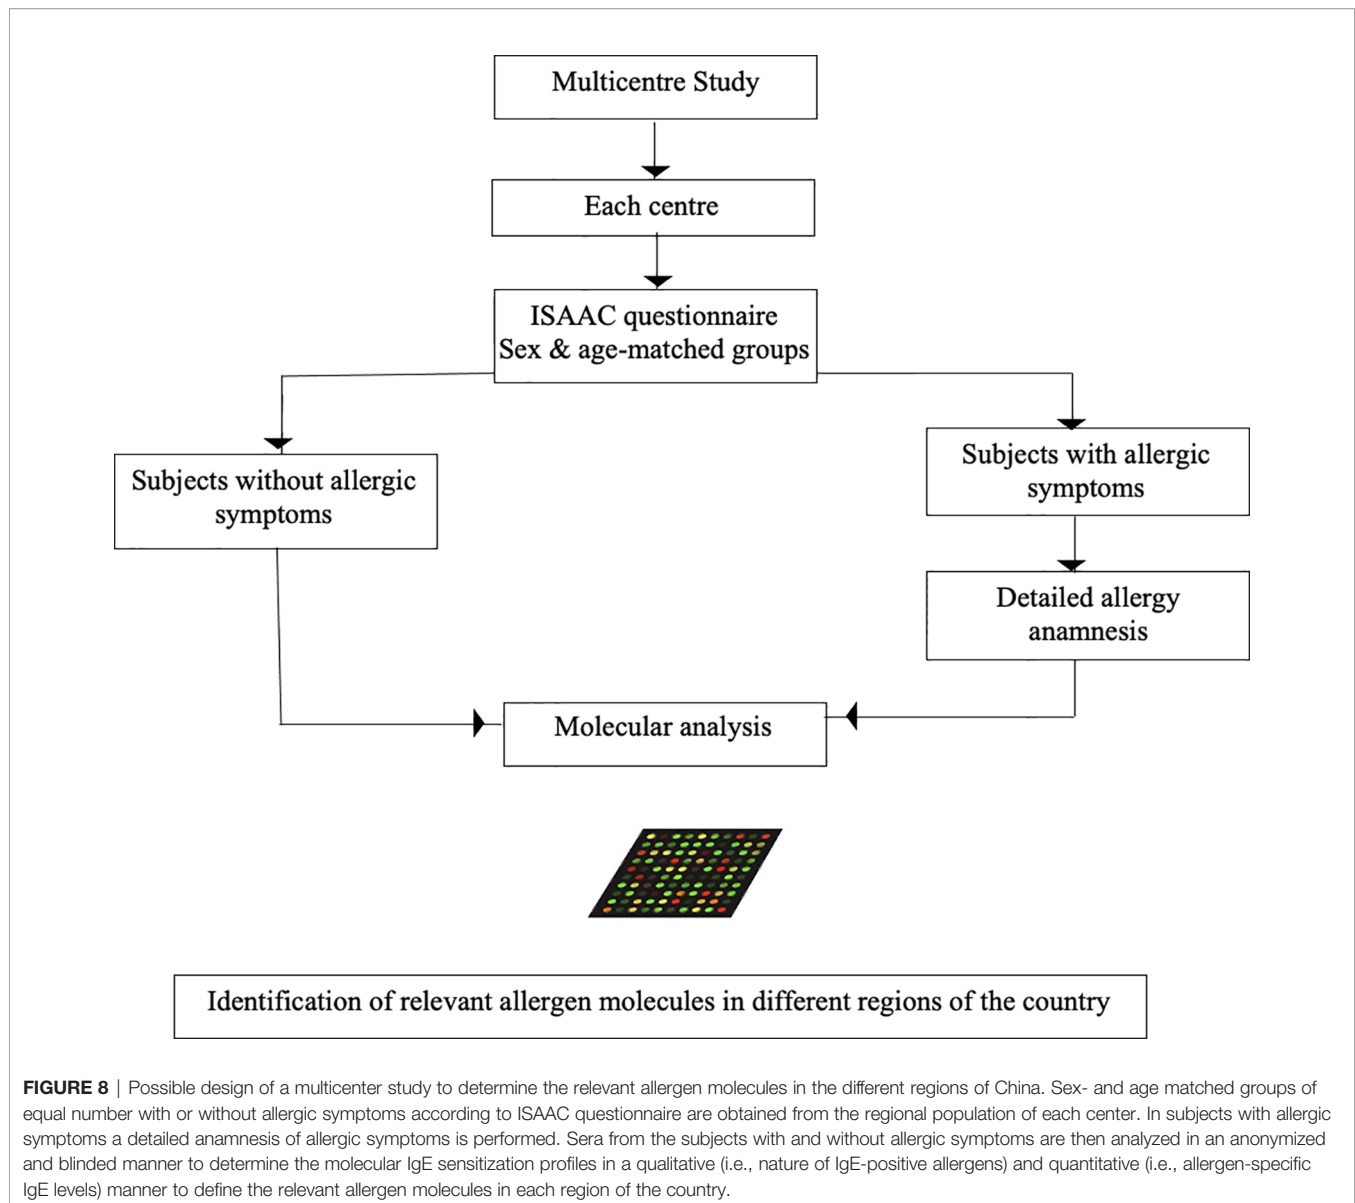 Multicentre Study
Each centre
ISAAC questionnaire
Sex & age-matched groups
Subjects without allergic
symptoms
Subjects with allergic
symptoms
Detailed allergy
anamnesis
Molecular analysis
Identification of relevant allergen molecules in different regions of the country
FIGURE 8 | Possible design of a multicenter study to determine the relevant allergen molecules in the different regions of China. Sex- and age matched groups of
equal number with or without allergic symptoms according to ISAAC questionnaire are obtained from the regional population of each center. In subjects with allergic
symptoms a detailed anamnesis of allergic symptoms is performed. Sera from the subjects with and without allergic symptoms are then analyzed in an anonymized
and blinded manner to determine the molecular IgE sensitization profiles in a qualitative (i.e., nature of IgE-positive allergens) and quantitative (i.e., allergen-specific
IgE levels) manner to define the relevant allergen molecules in each region of the country.